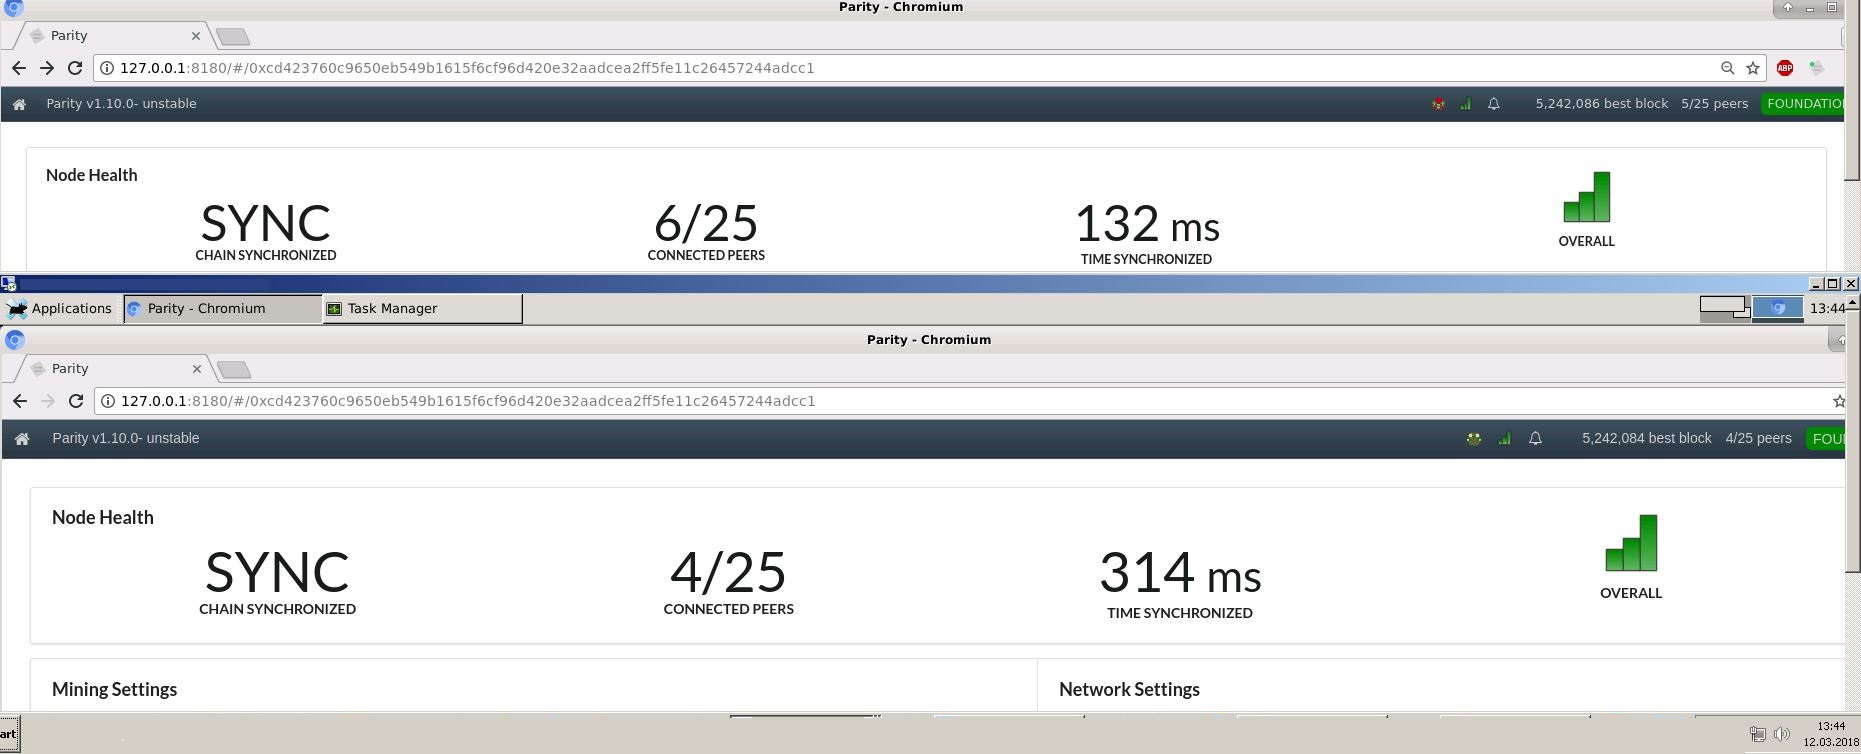 Parity - Chromium
Parity
127.0.0.1:8180/#/0xcd423760c9650eb549b1615f6cf96d420e32aadcea2ff5fe11c26457244adcc1
ABP
Parity v1.10.0- unstable
5,242,086 best block 5/25 peers FOUNDATIO
Node Health
SYNC 6/25 132 ms
CHAIN SYNCHRONIZED CONNECTED PEERS TIME SYNCHRONIZED OVERALL
Applications Parity - Chromium Task Manager 13:44
Parity - Chromium
Parity
127.0.0.1:8180/#/0xcd423760c9650eb549b1615f6cf96d420e32aadcea2ff5fe11c26457244adcc1
Parity v1.10.0- unstable 5,242,084 best block 4/25 peers FOU
Node Health
SYNC 4/25 314 ms
CHAIN SYNCHRONIZED CONNECTED PEERS TIME SYNCHRONIZED OVERALL
Mining Settings Network Settings
art 13:44
12.03.2018